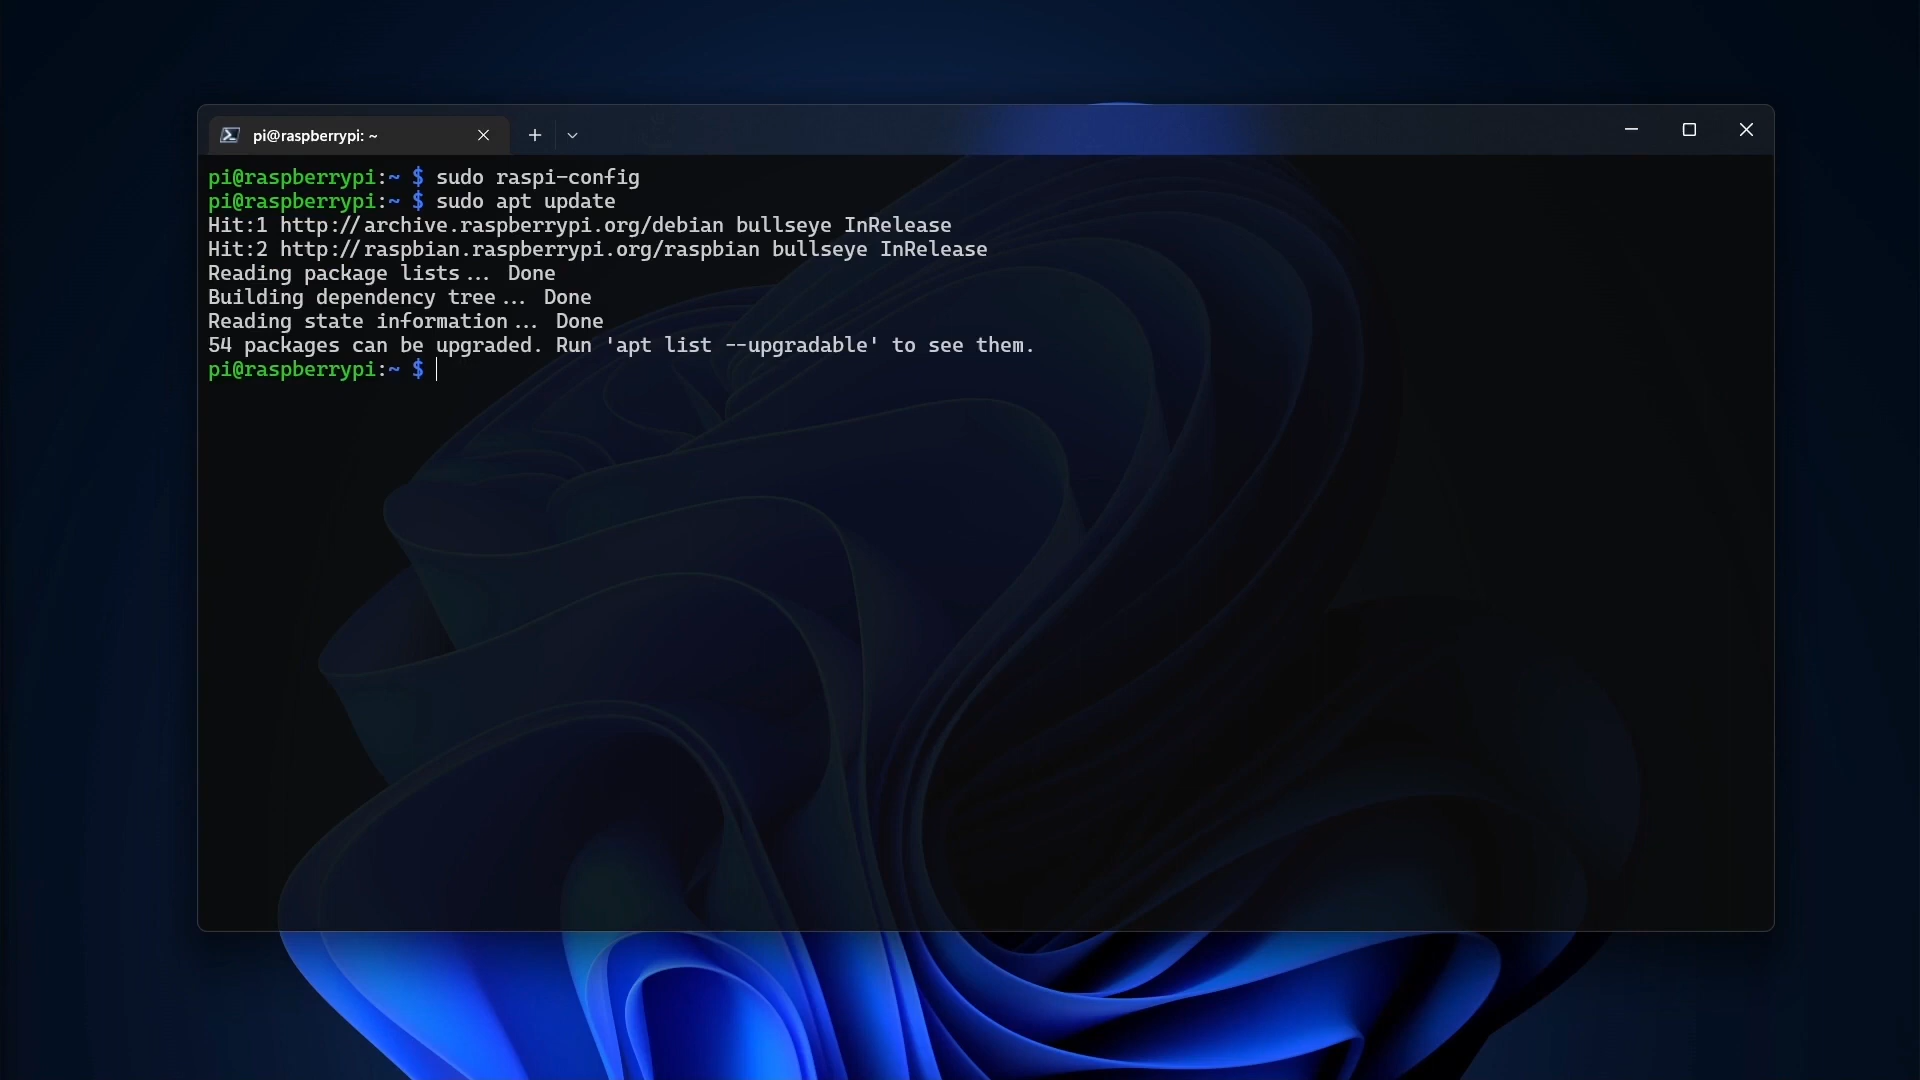 pi@raspberrypi: ~
pi@raspberrypi:~ $ sudo raspi-config
pi@raspberrypi:~ $ sudo apt update
Hit:1 http://archive.raspberrypi.org/debian bullseye InRelease
Hit:2 http://raspbian.raspberrypi.org/raspbian bullseye InRelease
Reading package lists... Done
Building dependency tree... Done
Reading state information... Done
54 packages can be upgraded. Run 'apt list --upgradable' to see them.
pi@raspberrypi:~ $